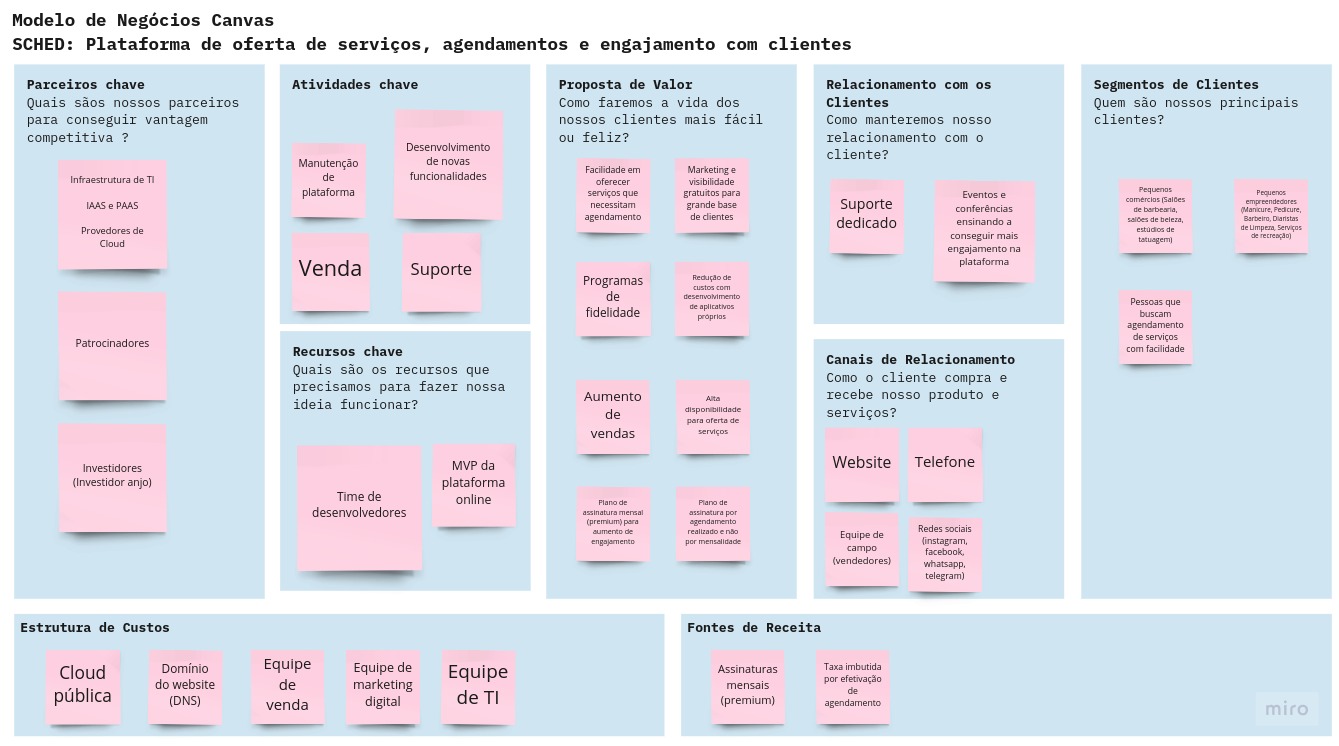 Modelo de Negócios Canvas
SCHED: Plataforma de oferta de serviços, agendamentos e engajamento com clientes
Parceiros chave
Quais sãos nossos parceiros
para conseguir vantagem
competitiva ?
Infraestrutura de TI
IAAS e PAAS
Provedores de
Cloud
Patrocinadores
Investidores
(Investidor anjo)
Atividades chave
Manutenção
de
plataforma
Desenvolvimento
de novas
funcionalidades
Venda
Suporte
Recursos chave
Quais são os recursos que
precisamos para fazer nossa
ideia funcionar?
Time de
desenvolvedores
MVP da
plataforma
online
Proposta de Valor
Como faremos a vida dos
nossos clientes mais fácil
ou feliz?
Facilidade em
oferecer
serviços que
necessitam
agendamento
Marketing e
visibilidade
gratuitos para
grande base
de clientes
Programas
de
fidelidade
Redução de
custos com
desenvolvimento
de aplicativos
próprios
Aumento
de
vendas
Alta
disponibilidade
para oferta de
serviços
Plano de
assinatura mensal
(premium) para
aumento de
engajamento
Plano de
assinatura por
agendamento
realizado e não
por mensalidade
Relacionamento com os
Clientes
Como manteremos nosso
relacionamento com o
cliente?
Suporte
dedicado
Eventos e
conferências
ensinando a
conseguir mais
engajamento na
plataforma
Canais de Relacionamento
Como o cliente compra e
recebe nosso produto e
serviços?
Website
Telefone
Equipe de
campo
(vendedores)
Redes sociais
(instagram,
facebook,
whatsapp,
telegram)
Segmentos de Clientes
Quem são nossos principais
clientes?
Pequenos
comércios (Salões
de barbearia,
salões de beleza,
estúdios de
tatuagem)
Pequenos
empreendedores
(Manicure, Pedicure,
Barbeiro, Diaristas
de Limpeza, Serviços
de recreação)
Pessoas que
buscam
agendamento
de serviços
com facilidade
Estrutura de Custos
Cloud
pública
Domínio
do website
(DNS)
Equipe
de
venda
Equipe de
marketing
digital
Equipe
de TI
Fontes de Receita
Assinaturas
mensais
(premium)
Taxa imbutida
por efetivação
de
agendamento
miro